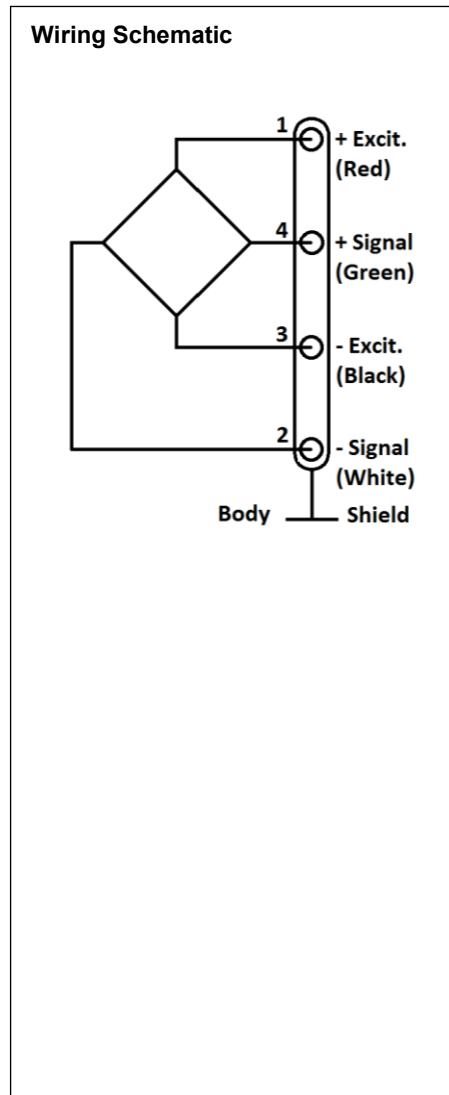 Wiring Schematic
1
+ Excit.
(Red)
4
+ Signal
(Green)
3
- Excit.
(Black)
2
- Signal
(White)
Body
Shield